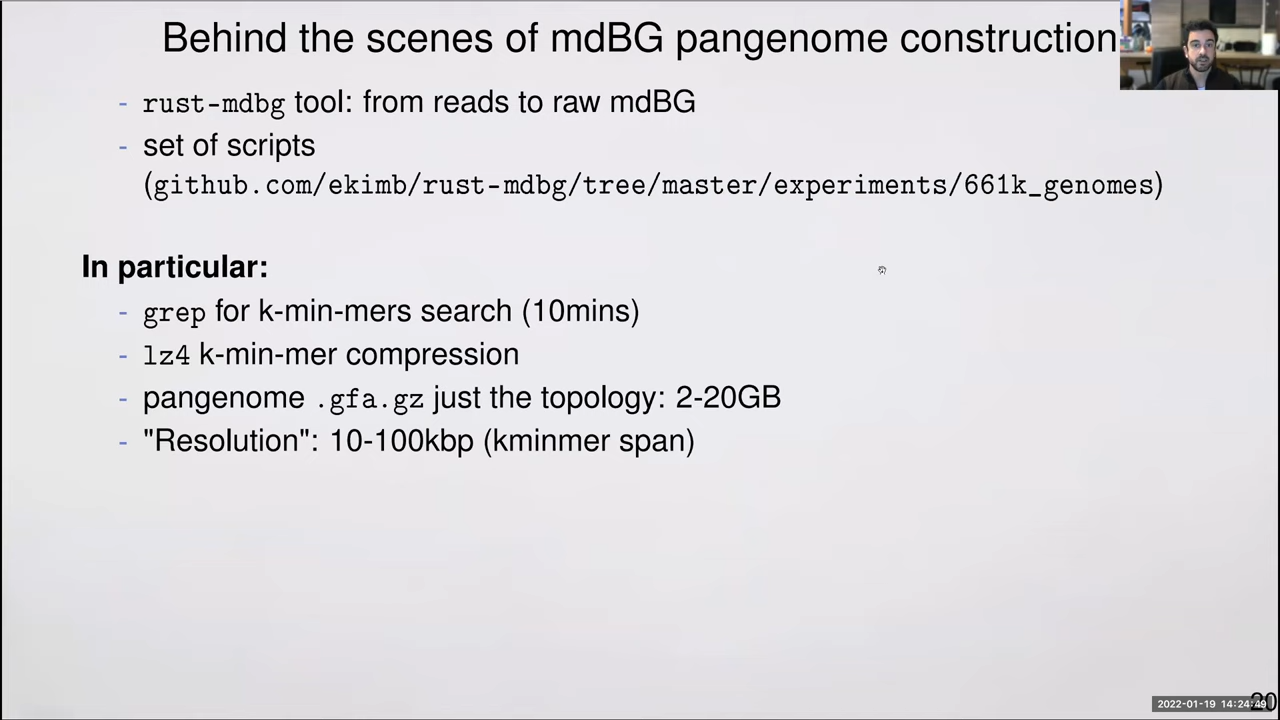 Behind the scenes of mdBG pangenome construction
- rust-mdbg tool: from reads to raw mdBG
- set of scripts
(github.com/ekimb/rust-mdbg/tree/master/experiments/661k_genomes)
In particular:
- grep for k-min-mers search (10mins)
- lz4 k-min-mer compression
- pangenome .gfa.gz just the topology: 2-20GB
- "Resolution": 10-100kbp (kminmer span)
2022-01-19 14:24:49
20